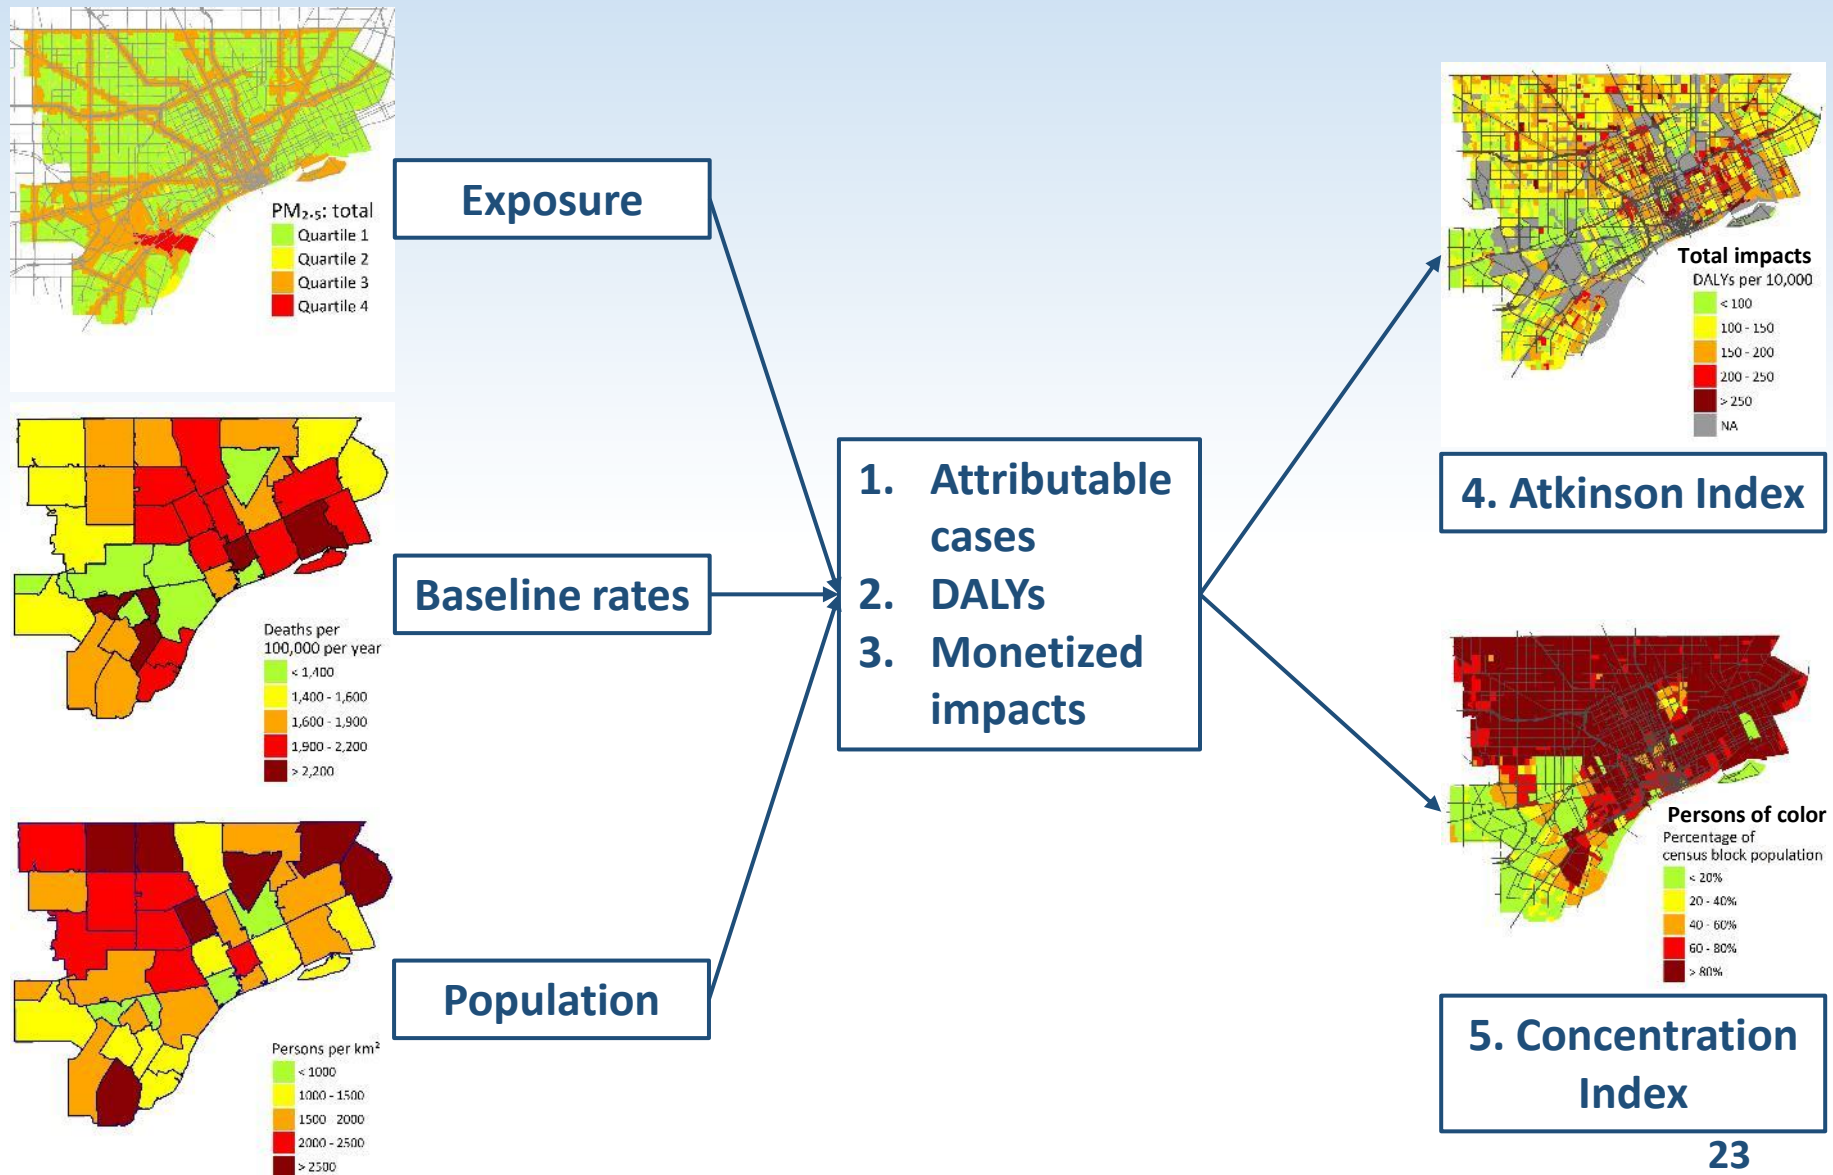 PM₂.₅: total
Quartile 1
Quartile 2
Quartile 3
Quartile 4
Exposure
Deaths per
100,000 per year
< 1,400
1,400 - 1,600
1,600 - 1,900
1,900 - 2,200
> 2,200
Baseline rates
Persons per km²
< 1000
1000 - 1500
1500 2000
2000 - 2500
> 2500
Population
1. Attributable
cases
2. DALYs
3. Monetized
impacts
Total impacts
DALYs per 10,000
< 100
100 - 150
150 - 200
200 - 250
> 250
NA
4. Atkinson Index
Persons of color
Percentage of
census block population
< 20%
20 - 40%
40 - 60%
60 - 80%
> 80%
5. Concentration
Index
23